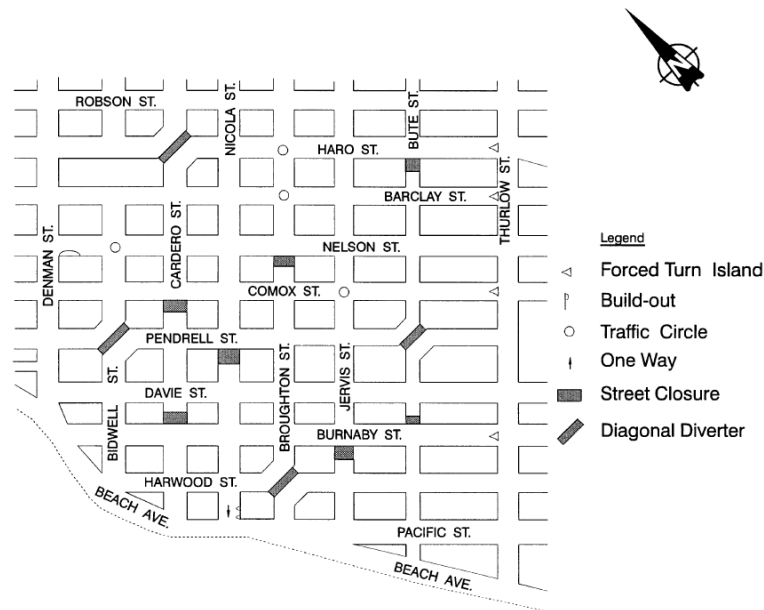 N
ROBSON ST.
NICOLA ST.
BUTE ST.
HARO ST.
BARCLAY ST.
THURLOW ST.
DENMAN ST.
CARDERO ST.
NELSON ST.
COMOX ST.
PENDRELL ST.
BIDWELL ST.
DAVIE ST.
BROUGHTON ST.
JERVIS ST.
BURNABY ST.
HARWOOD ST.
BEACH AVE.
PACIFIC ST.
BEACH AVE.
Legend
Forced Turn Island
Build-out
Traffic Circle
One Way
Street Closure
Diagonal Diverter